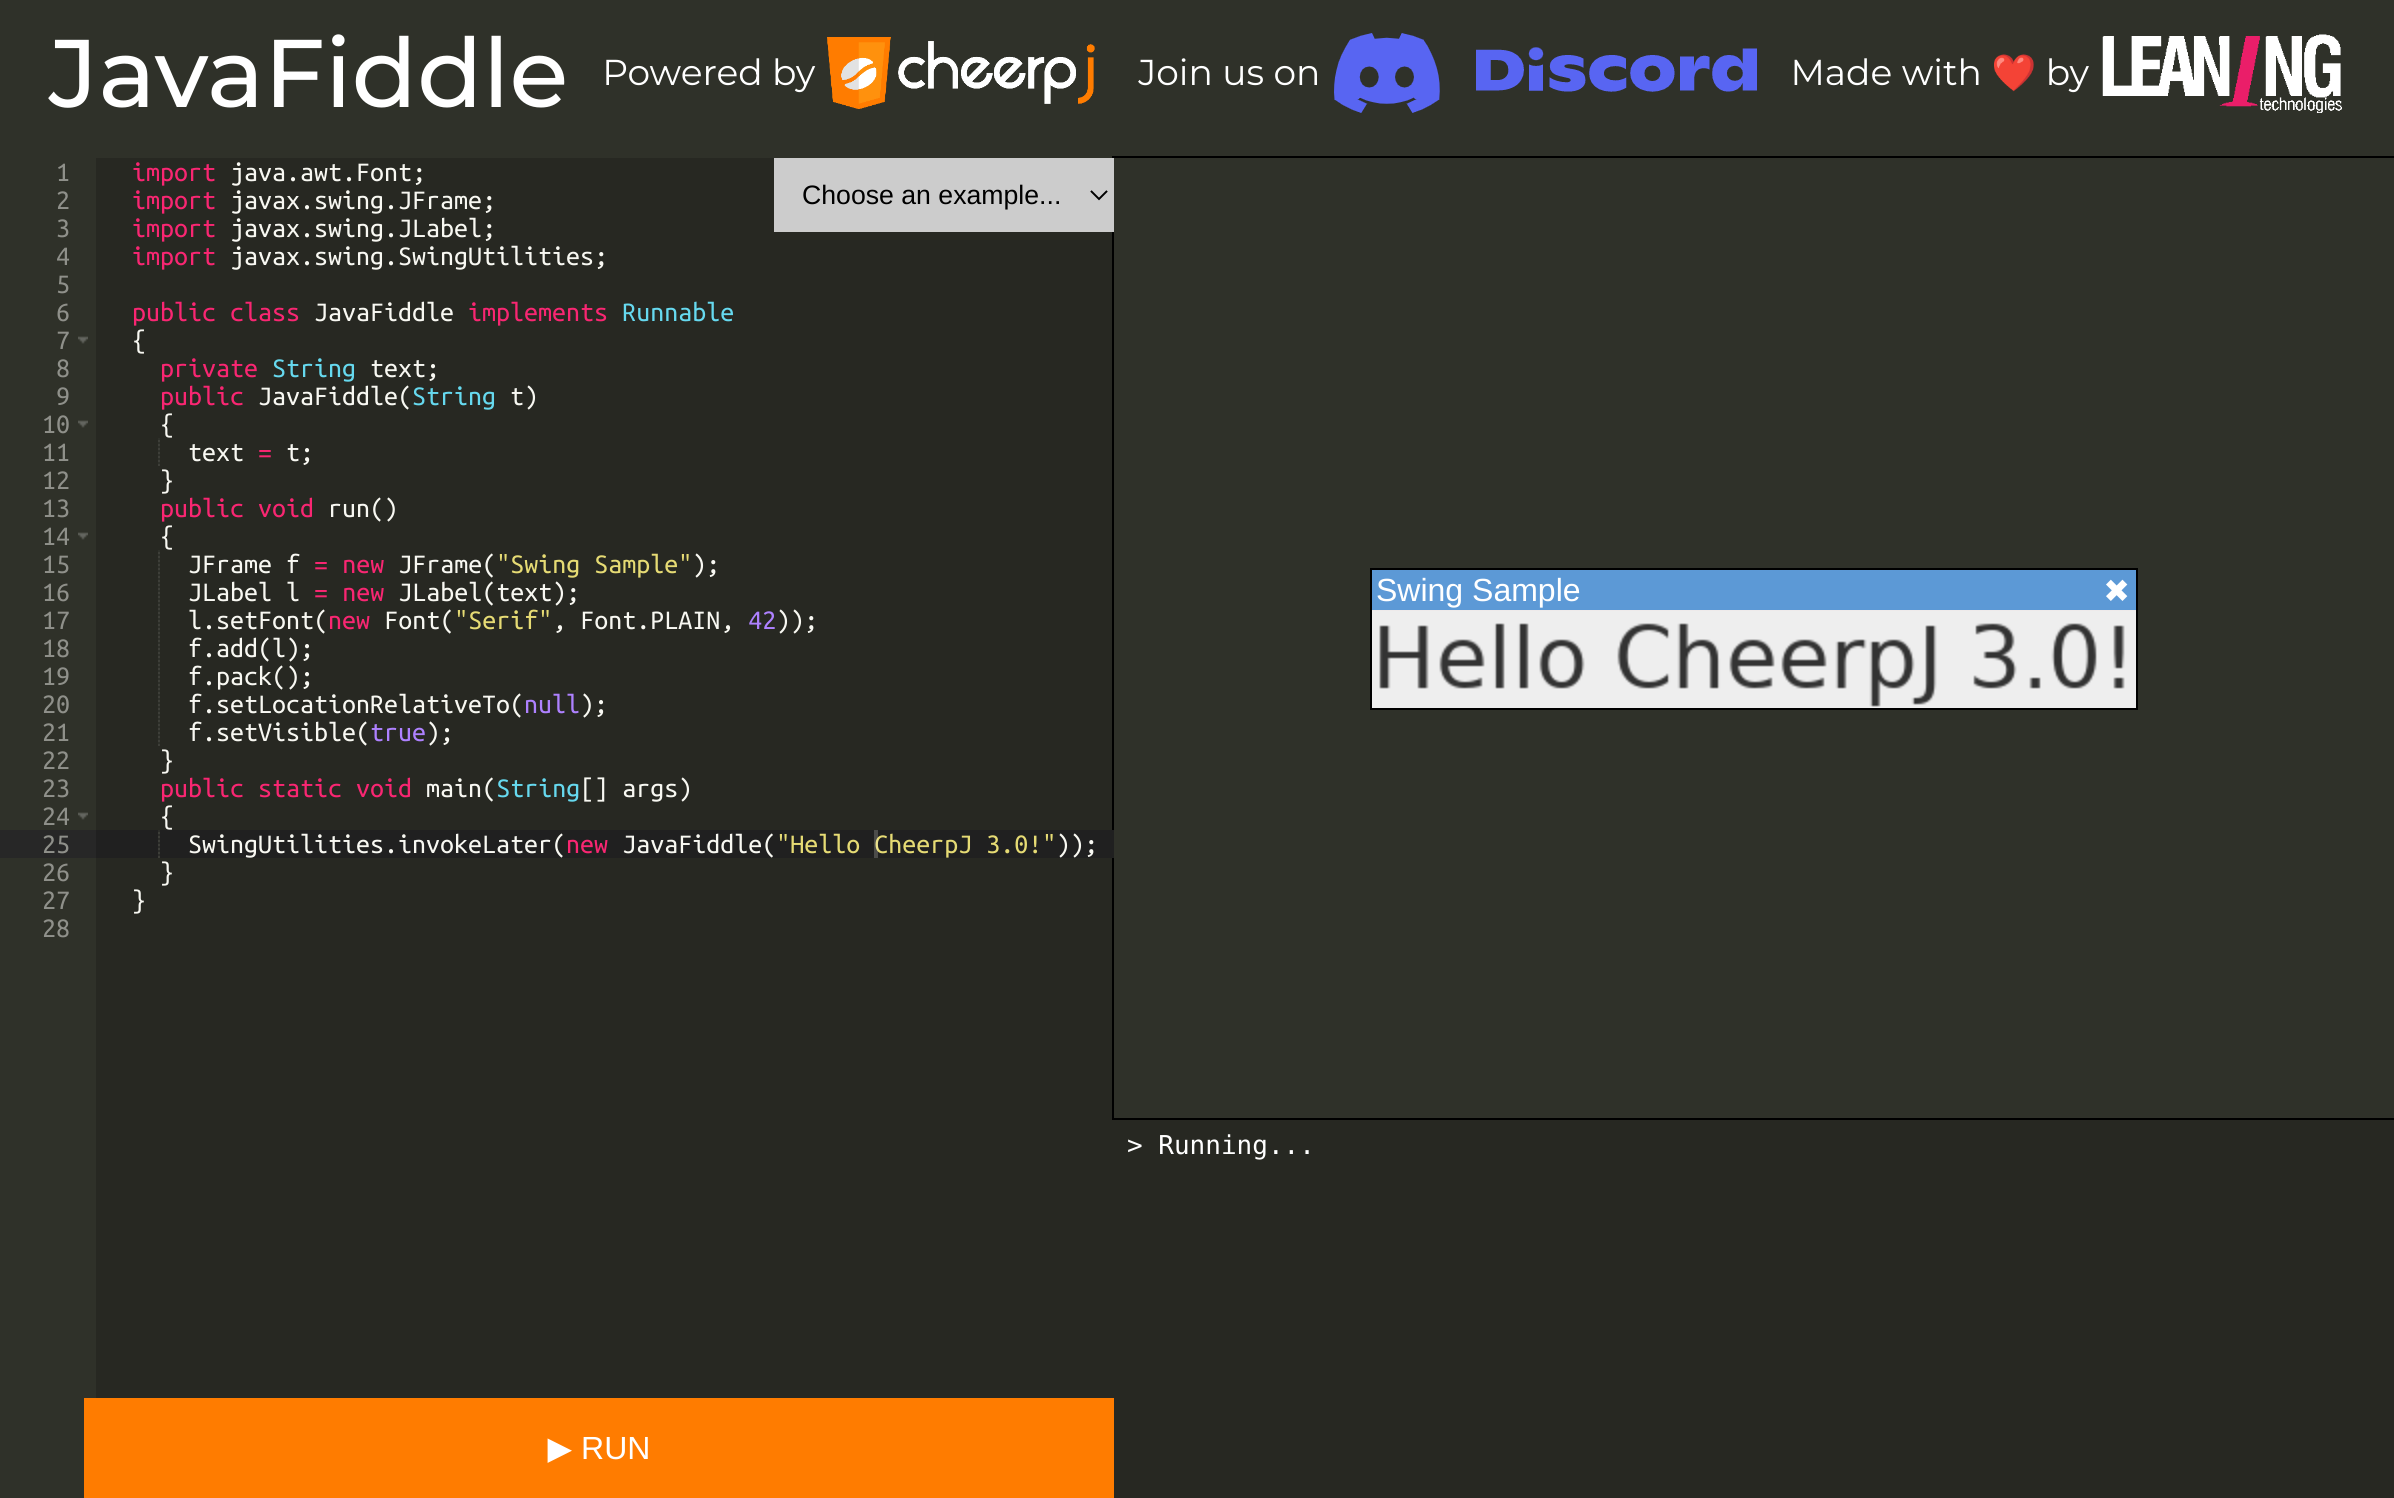 JavaFiddle Powered by cheerpj Join us on Discord Made with ❤️ by LEANING technologies
Choose an example...
1 import java.awt.Font;
2 import javax.swing.JFrame;
3 import javax.swing.JLabel;
4 import javax.swing.SwingUtilities;
5
6 public class JavaFiddle implements Runnable
7 {
8 private String text;
9 public JavaFiddle(String t)
10 {
11 text = t;
12 }
13 public void run()
14 {
15 JFrame f = new JFrame("Swing Sample");
16 JLabel l = new JLabel(text);
17 l.setFont(new Font("Serif", Font.PLAIN, 42));
18 f.add(l);
19 f.pack();
20 f.setLocationRelativeTo(null);
21 f.setVisible(true);
22 }
23 public static void main(String[] args)
24 {
25 SwingUtilities.invokeLater(new JavaFiddle("Hello CheerpJ 3.0!"));
26 }
27 }
28
▶ RUN
Swing Sample ✖
Hello CheerpJ 3.0!
> Running...